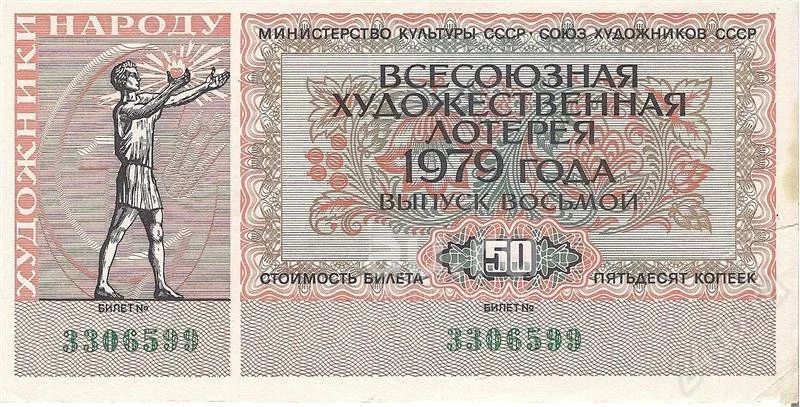 ХУДОЖНИКИ
НАРОДУ
БИЛЕТ №
3306599
МИНИСТЕРСТВО КУЛЬТУРЫ СССР СОЮЗ ХУДОЖНИКОВ СССР
ВСЕСОЮЗНАЯ
ХУДОЖЕСТВЕННАЯ
ЛОТЕРЕЯ
1979 ГОДА
ВЫПУСК ВОСЬМОЙ
50
СТОИМОСТЬ БИЛЕТА ПЯТЬДЕСЯТ КОПЕЕК
БИЛЕТ №
3306599